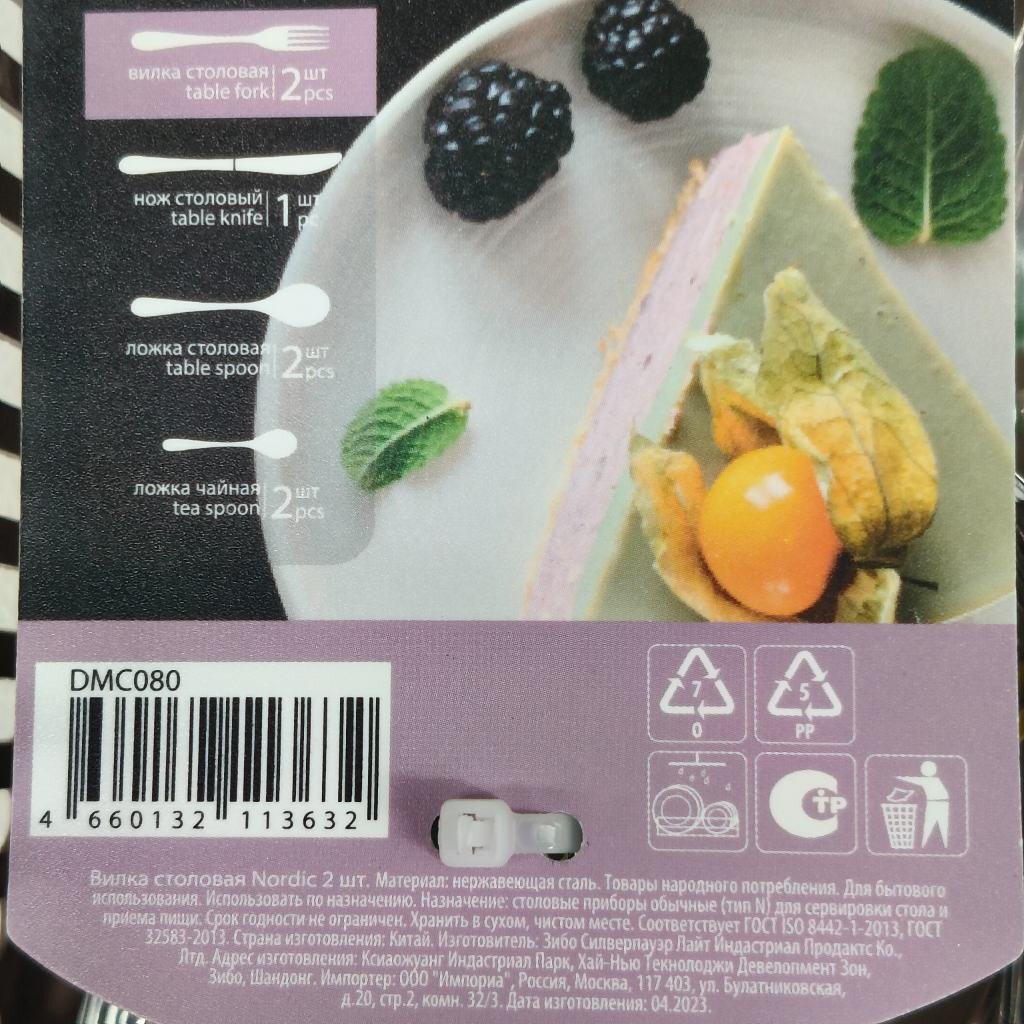 вилка столовая 2 шт
table fork pcs
нож столовый 1 шт
table knife pc
ложка столовая 2 шт
table spoon pcs
ложка чайная 2 шт
tea spoon pcs
DMC080
4 660132 113632
7
0
5
PP
СТР
Вилка столовая Nordic 2 шт. Материал: нержавеющая сталь. Товары народного потребления. Для бытового
использования. Использовать по назначению. Назначение: столовые приборы обычные (тип N) для сервировки стола и
приема пищи. Срок годности не ограничен. Хранить в сухом, чистом месте. Соответствует ГОСТ ISO 8442-1-2013, ГОСТ
32583-2013. Страна изготовления: Китай. Изготовитель: Зибо Силверпауэр Лайт Индастриал Продактс Ко.,
Лтд. Адрес изготовления: Ксиаожуанг Индастриал Парк, Хай-Нью Текнолоджи Девелопмент Зон,
Зибо, Шандонг. Импортер: ООО "Импориа", Россия, Москва, 117 403, ул. Булатниковская,
д.20, стр.2, комн. 32/3. Дата изготовления: 04.2023.